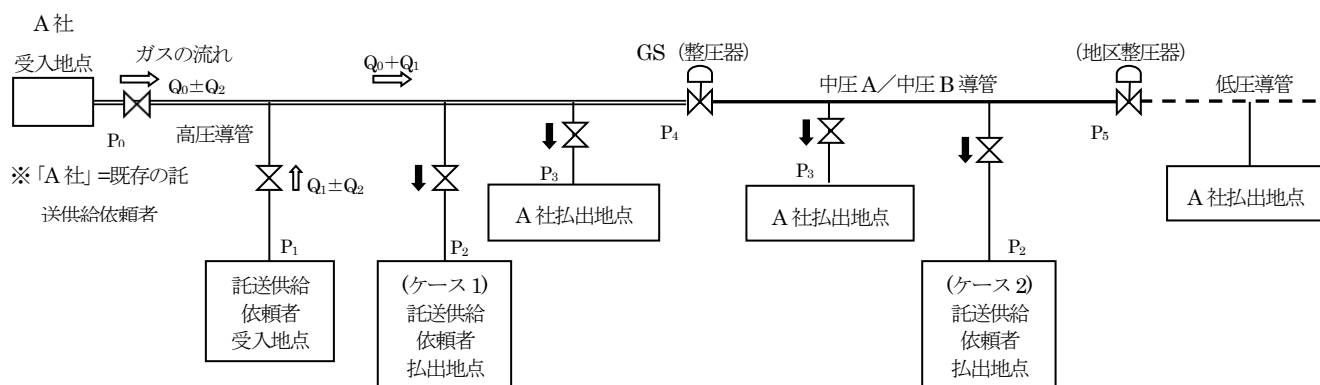 A社
受入地点
ガスの流れ
Q₀±Q₂
Q₀+Q₁
GS (整圧器)
(地区整圧器)
中圧A／中圧B 導管
低圧導管
P₀
高圧導管
P₄
P₅
※「A社」=既存の託
送供給依頼者
Q₁±Q₂
P₃
P₃
A社払出地点
A社払出地点
A社払出地点
P₁
P₂
P₂
託送供給
依頼者
受入地点
(ケース1)
託送供給
依頼者
払出地点
(ケース2)
託送供給
依頼者
払出地点